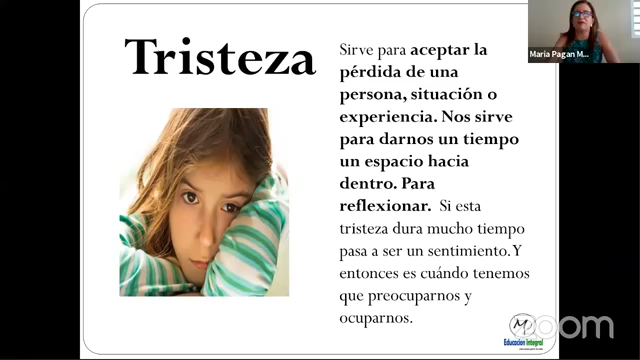 Tristeza
Sirve para aceptar la
pérdida de una
persona, situación o
experiencia. Nos sirve
para darnos un tiempo
un espacio hacia
dentro. Para
reflexionar. Si esta
tristeza dura mucho tiempo
pasa a ser un sentimiento. Y
entonces es cuándo tenemos
que preocuparnos y
ocuparnos.
Maria Pagan M...
zoom
Educacion Integral